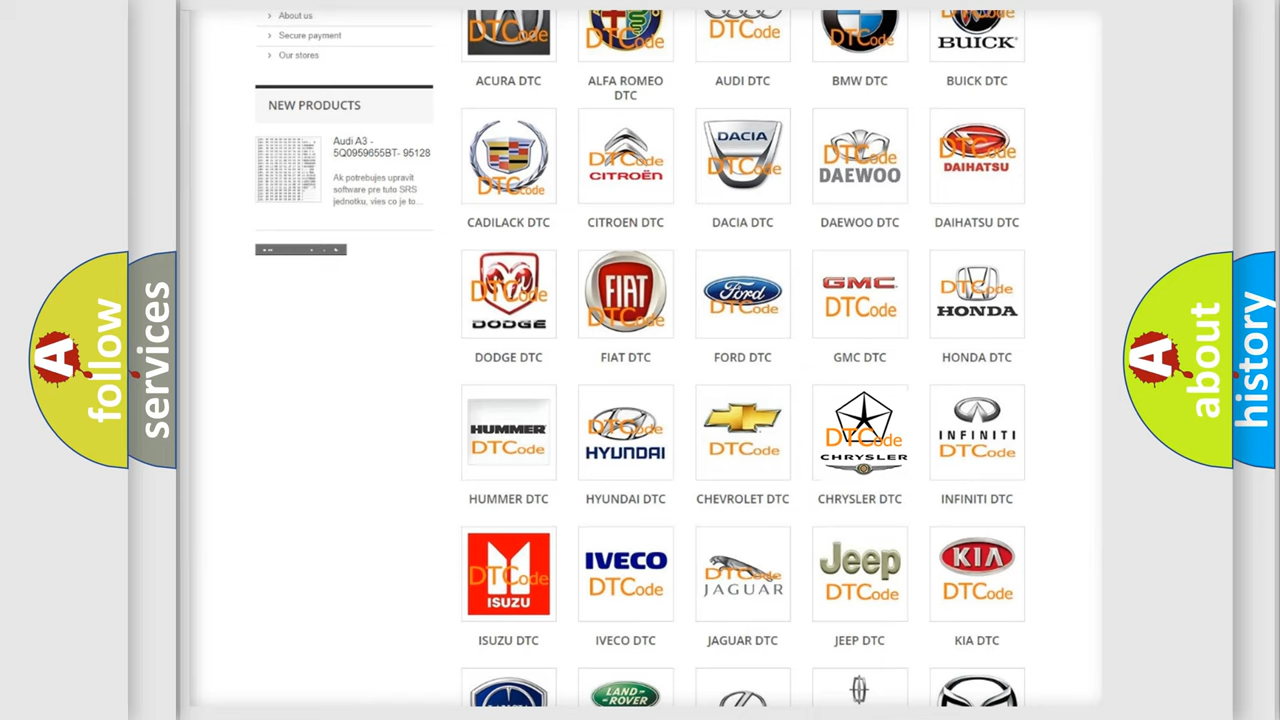 About us
Secure payment
Our stores
NEW PRODUCTS
Audi A3 -
5Q0959655BT- 95128
Ak potrebujes upravit
software pre tuto SRS
jednotku, vies co je to...
follow
services
A
DTCode
DTCode
DTCode
DTCode
BUICK
ACURA DTC
ALFA ROMEO
DTC
AUDI DTC
BMW DTC
BUICK DTC
DTCode
DTCode
CITROËN
DACIA
DTCode
DTCode
DAEWOO
DTCode
DAIHATSU
CADILACK DTC
CITROEN DTC
DACIA DTC
DAEWOO DTC
DAIHATSU DTC
DTCode
DODGE
FIAT
DTCode
Ford
DTCode
GMC
DTCode
DTCode
HONDA
DODGE DTC
FIAT DTC
FORD DTC
GMC DTC
HONDA DTC
HUMMER
DTCode
DTCode
HYUNDAI
DTCode
DTCode
CHRYSLER
INFINITI
DTCode
HUMMER DTC
HYUNDAI DTC
CHEVROLET DTC
CHRYSLER DTC
INFINITI DTC
DTCode
ISUZU
IVECO
DTCode
DTCode
JAGUAR
Jeep
DTCode
KIA
DTCode
ISUZU DTC
IVECO DTC
JAGUAR DTC
JEEP DTC
KIA DTC
LAND-
ROVER
A
about
history